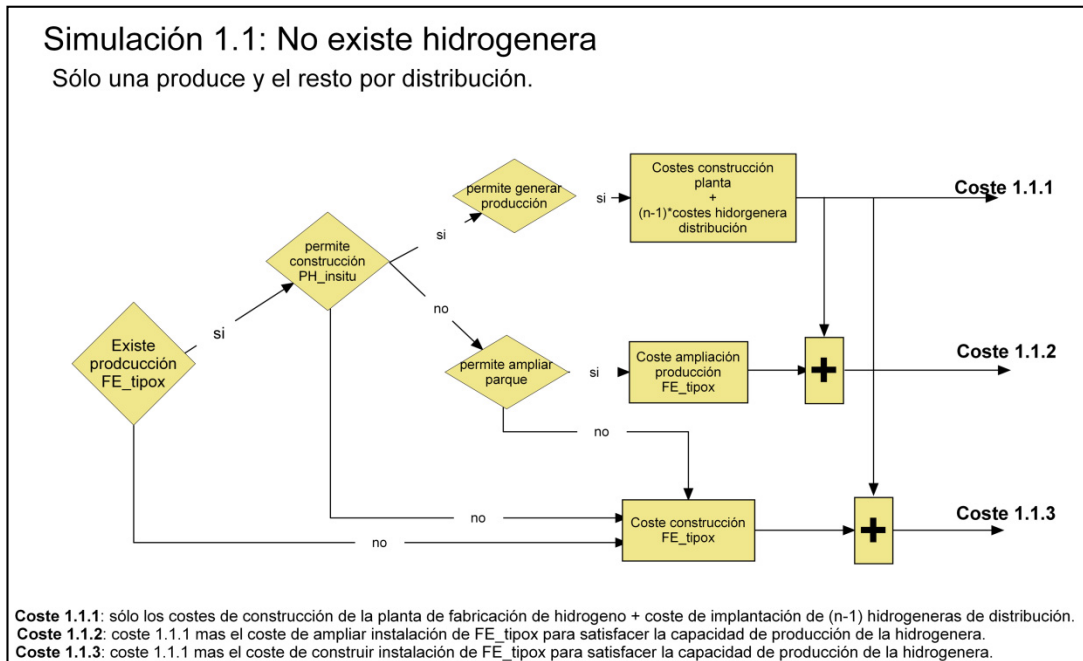 Simulación 1.1: No existe hidrogenera
Sólo una produce y el resto por distribución.
permite generar
producción
si
Costes construcción
planta
+
(n-1)*costes hidorgenera
distribución
Coste 1.1.1
si
permite
construcción
PH_insitu
no
si
Existe
prodcucción
FE_tipox
permite ampliar
parque
si
Coste ampliación
producción
FE_tipox
+
Coste 1.1.2
no
no
Coste construcción
FE_tipox
+
Coste 1.1.3
no
Coste 1.1.1: sólo los costes de construcción de la planta de fabricación de hidrogeno + coste de implantación de (n-1) hidrogeneras de distribución.
Coste 1.1.2: coste 1.1.1 mas el coste de ampliar instalación de FE_tipox para satisfacer la capacidad de producción de la hidrogenera.
Coste 1.1.3: coste 1.1.1 mas el coste de construir instalación de FE_tipox para satisfacer la capacidad de producción de la hidrogenera.